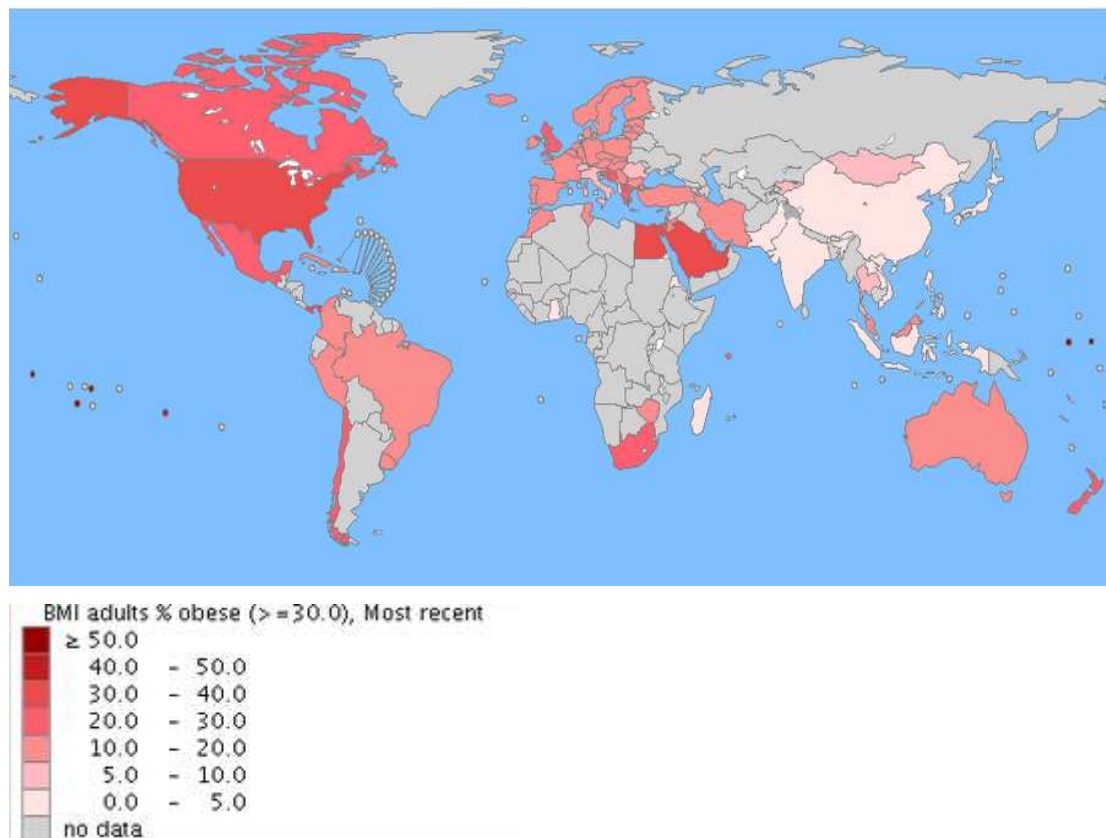 BMI adults % obese (>=30.0), Most recent
≥ 50.0
40.0 - 50.0
30.0 - 40.0
20.0 - 30.0
10.0 - 20.0
5.0 - 10.0
0.0 - 5.0
no data